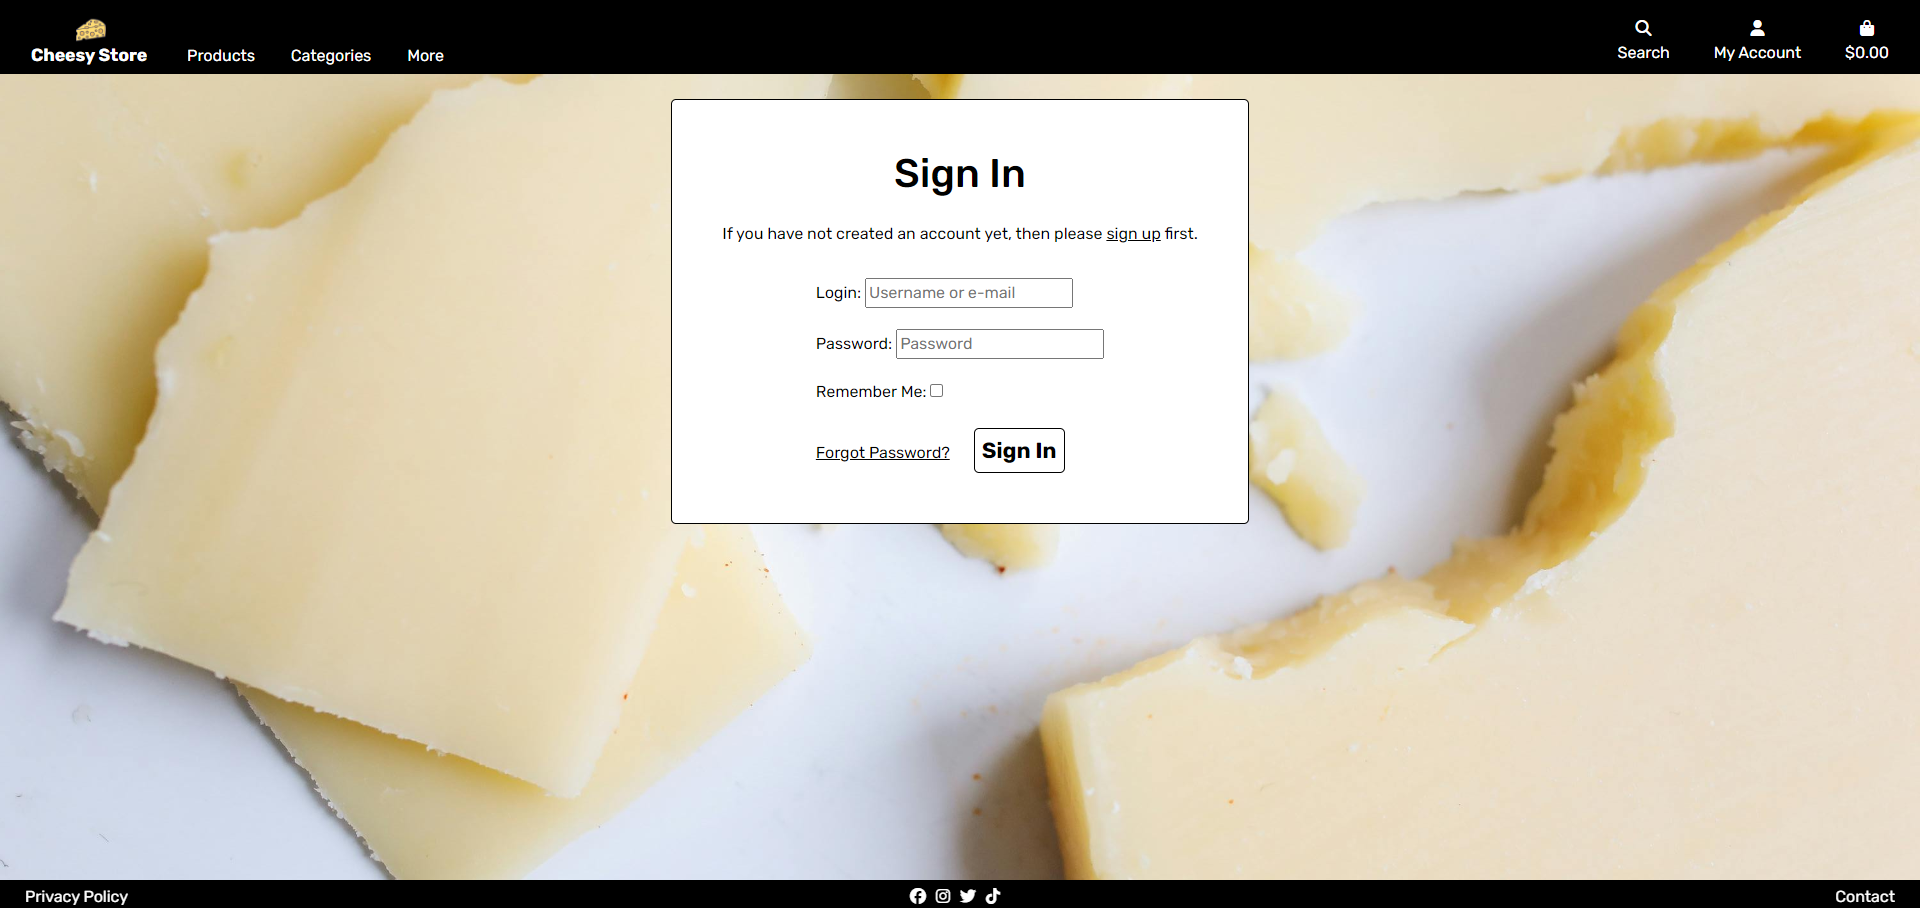 Cheesy Store
Products
Categories
More
Search
My Account
$0.00
Sign In
If you have not created an account yet, then please sign up first.
Login: Username or e-mail
Password: Password
Remember Me:
Forgot Password? Sign In
Privacy Policy
Contact